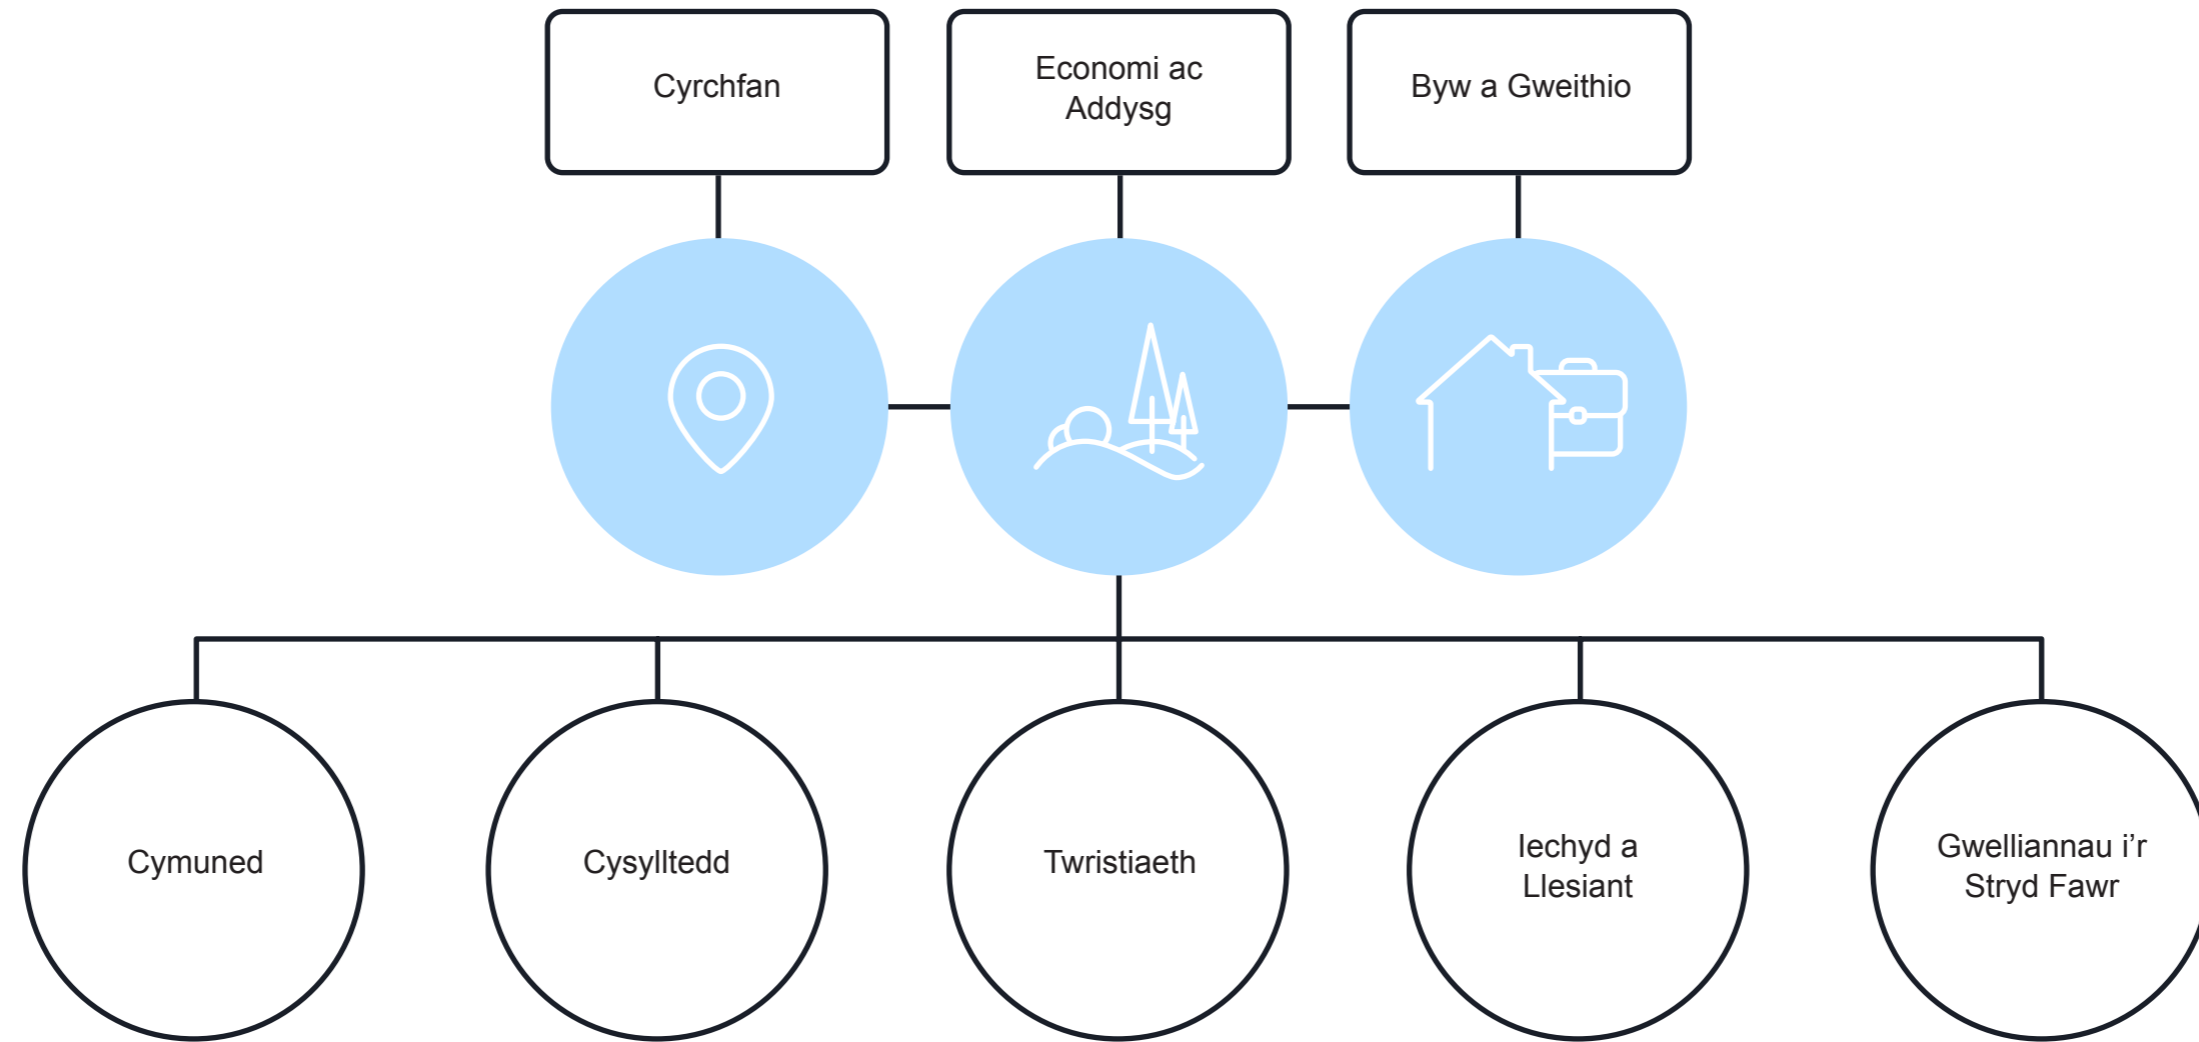 Cyrchfan
Economi ac
Addysg
Byw a Gweithio
Cymuned
Cysylltedd
Twristiaeth
Iechyd a
Llesiant
Gwelliannau i’r
Stryd Fawr